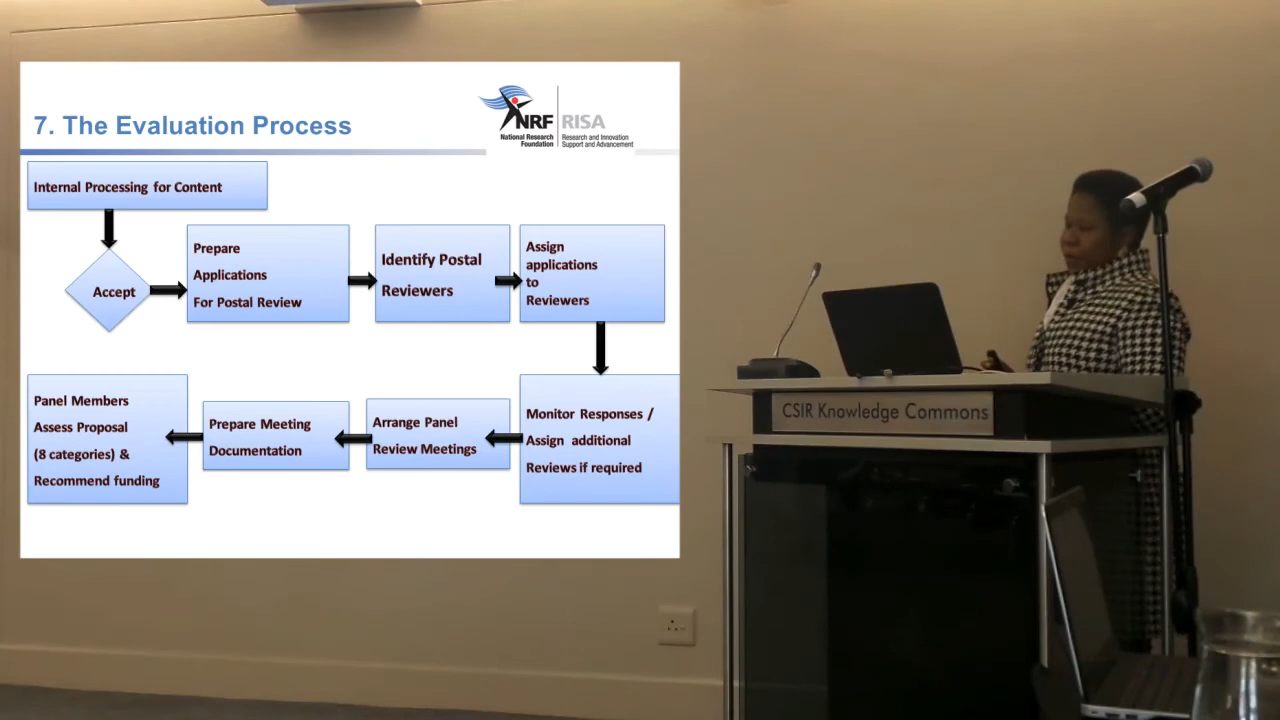 7. The Evaluation Process
NRF
RISA
National Research
Foundation
Research and Innovation
Support and Advancement
Internal Processing for Content
Accept
Prepare
Applications
For Postal Review
Identify Postal
Reviewers
Assign
applications
to
Reviewers
Monitor Responses /
Assign additional
Reviews if required
Arrange Panel
Review Meetings
Prepare Meeting
Documentation
Panel Members
Assess Proposal
(8 categories) &
Recommend funding
CSIR Knowledge Commons